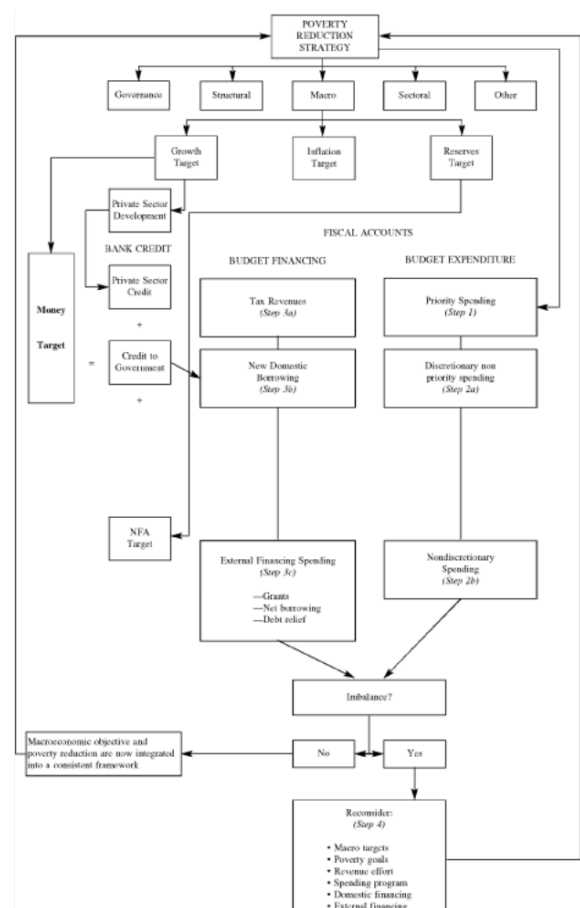 POVERTY
REDUCTION
STRATEGY
Governance
Structural
Macro
Sectoral
Other
Growth
Target
Inflation
Target
Reserves
Target
Private Sector
Development
FISCAL ACCOUNTS
BANK CREDIT
BUDGET FINANCING
BUDGET EXPENDITURE
Money
Target
Private Sector
Credit
+
=
Credit to
Government
+
NFA
Target
Tax Revenues
(Step 3a)
New Domestic
Borrowing
(Step 3b)
External Financing Spending
(Step 3c)
—Grants
—Net borrowing
—Debt relief
Priority Spending
(Step 1)
Discretionary non
priority spending
(Step 2a)
Nondiscretionary
Spending
(Step 2b)
Imbalance?
No
Yes
Macroeconomic objective and
poverty reduction are now integrated
into a consistent framework
Reconsider:
(Step 4)
• Macro targets
• Poverty goals
• Revenue effort
• Spending program
• Domestic financing
• External financing